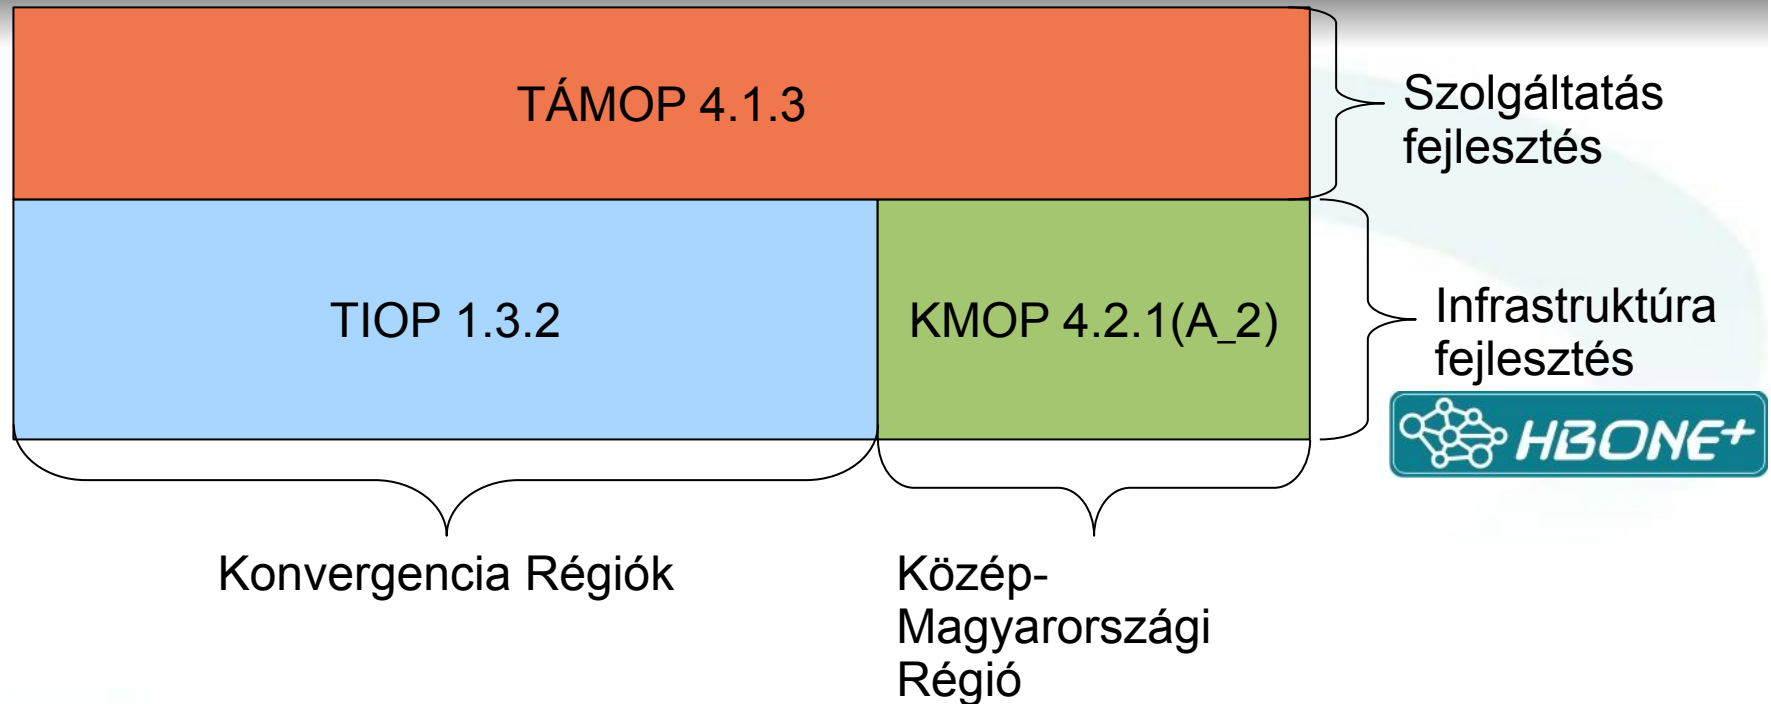 TÁMOP 4.1.3
Szolgáltatás
fejlesztés
TIOP 1.3.2
KMOP 4.2.1(A_2)
Infrastruktúra
fejlesztés
HBONE+
Konvergencia Régiók
Közép-
Magyarországi
Régió